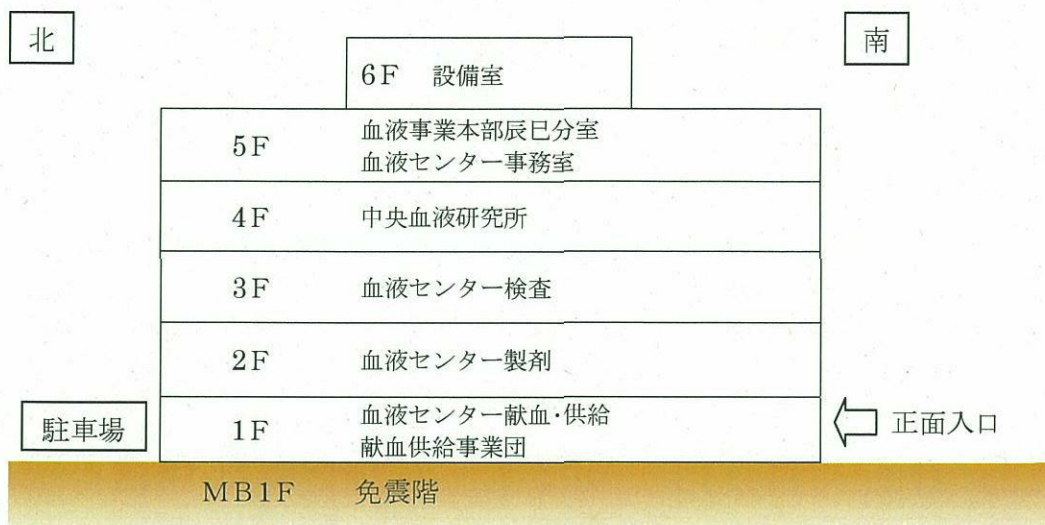 北
南
6F 設備室
5F
血液事業本部辰巳分室
血液センター事務室
4F 中央血液研究所
3F 血液センター検査
2F 血液センター製剤
駐車場
1F
血液センター献血・供給
献血供給事業団
正面入口
MB1F 免震階